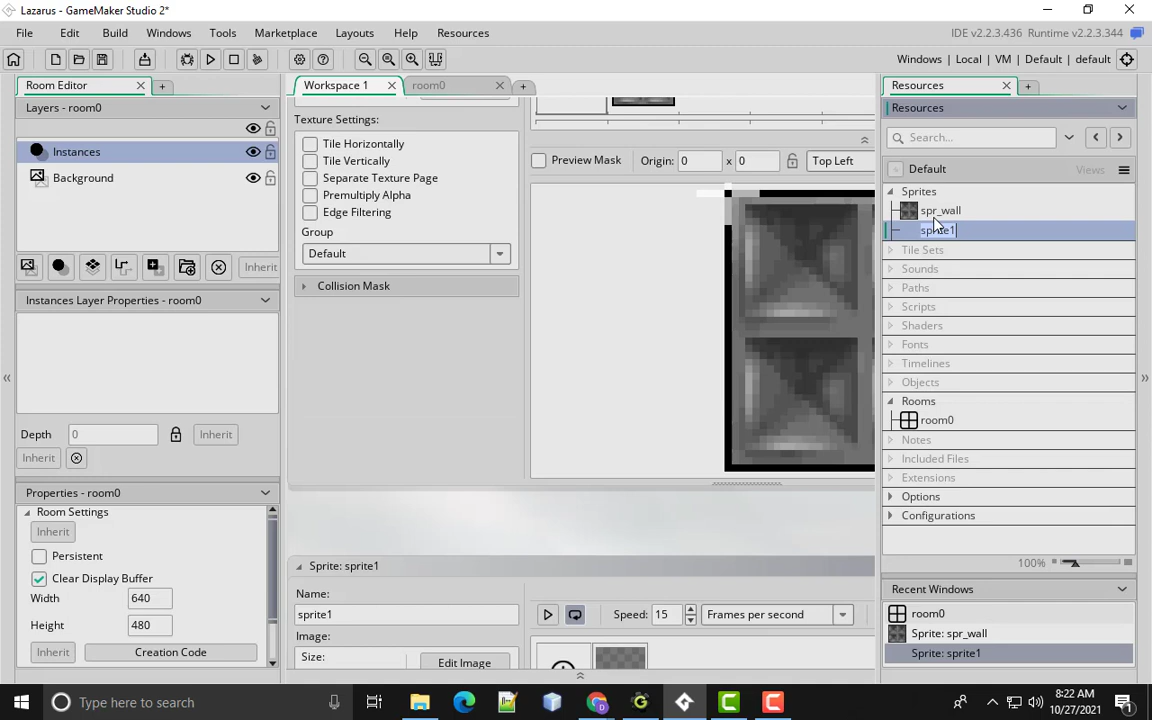 Lazarus - GameMaker Studio 2*
File Edit Build Windows Tools Marketplace Layouts Help Resources
IDE v2.2.3.436 Runtime v2.2.3.344
Windows | Local | VM | Default | default
Room Editor
Workspace 1
room0
Resources
Layers - room0
Instances
Background
Inherit
Instances Layer Properties - room0
Depth 0 Inherit
Inherit
Properties - room0
Room Settings
Inherit
Persistent
Clear Display Buffer
Width 640
Height 480
Inherit Creation Code
Texture Settings:
Tile Horizontally
Tile Vertically
Separate Texture Page
Premultiply Alpha
Edge Filtering
Group
Default
Collision Mask
Preview Mask Origin: 0 x 0 Top Left
Sprite: sprite1
Name:
sprite1
Image:
Size:
Edit Image
Speed: 15 Frames per second
Resources
Search...
Default Views
Sprites
spr_wall
sprite1
Tile Sets
Sounds
Paths
Scripts
Shaders
Fonts
Timelines
Objects
Rooms
room0
Notes
Included Files
Extensions
Options
Configurations
100%
Recent Windows
room0
Sprite: spr_wall
Sprite: sprite1
Type here to search
8:22 AM
10/27/2021
1